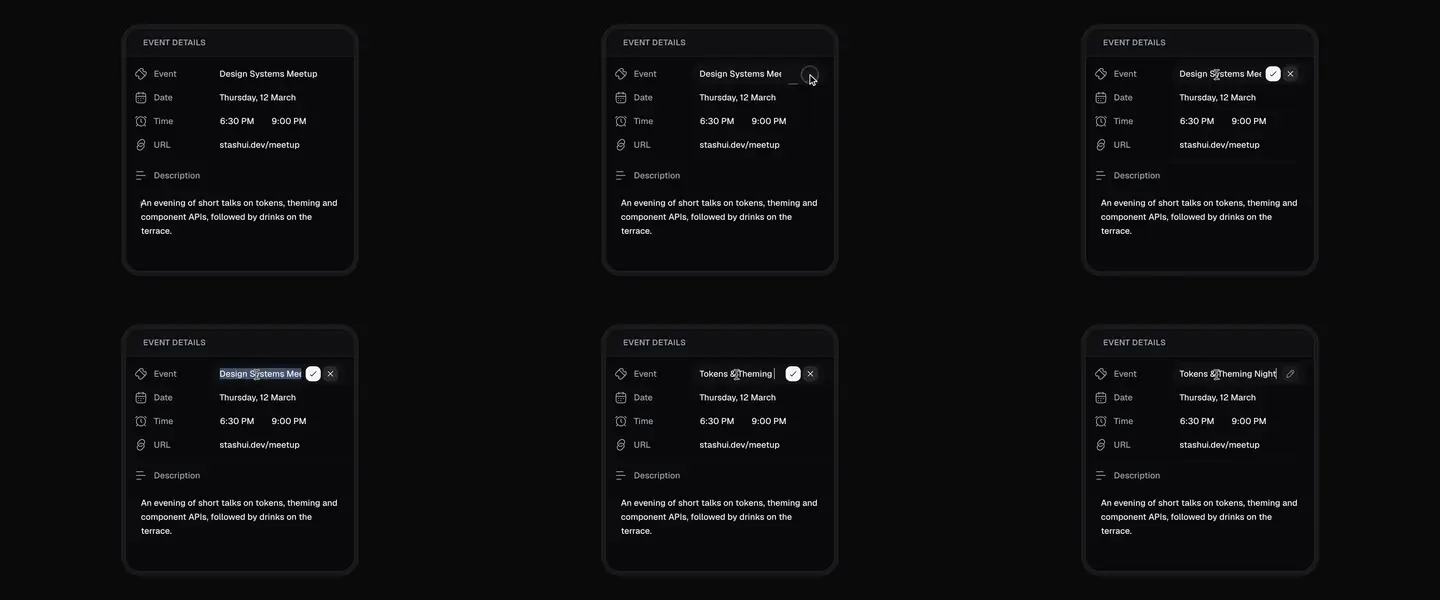 EVENT DETAILS
Event Design Systems Meetup
Date Thursday, 12 March
Time 6:30 PM 9:00 PM
URL stashui.dev/meetup
Description
An evening of short talks on tokens, theming and
component APIs, followed by drinks on the
terrace.
EVENT DETAILS
Event Design Systems Mee
Date Thursday, 12 March
Time 6:30 PM 9:00 PM
URL stashui.dev/meetup
Description
An evening of short talks on tokens, theming and
component APIs, followed by drinks on the
terrace.
EVENT DETAILS
Event Design Systems Mee
Date Thursday, 12 March
Time 6:30 PM 9:00 PM
URL stashui.dev/meetup
Description
An evening of short talks on tokens, theming and
component APIs, followed by drinks on the
terrace.
EVENT DETAILS
Event Design Systems Mee
Date Thursday, 12 March
Time 6:30 PM 9:00 PM
URL stashui.dev/meetup
Description
An evening of short talks on tokens, theming and
component APIs, followed by drinks on the
terrace.
EVENT DETAILS
Event Tokens & Theming
Date Thursday, 12 March
Time 6:30 PM 9:00 PM
URL stashui.dev/meetup
Description
An evening of short talks on tokens, theming and
component APIs, followed by drinks on the
terrace.
EVENT DETAILS
Event Tokens & Theming Night
Date Thursday, 12 March
Time 6:30 PM 9:00 PM
URL stashui.dev/meetup
Description
An evening of short talks on tokens, theming and
component APIs, followed by drinks on the
terrace.